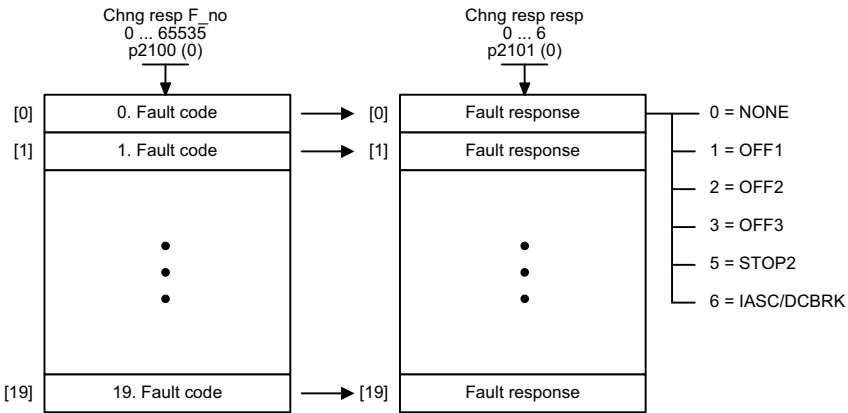 Chng resp F_no
0 ... 65535
p2100 (0)
Chng resp resp
0 ... 6
p2101 (0)
[0] 0. Fault code [0] Fault response 0 = NONE
[1] 1. Fault code [1] Fault response 1 = OFF1
2 = OFF2
3 = OFF3
5 = STOP2
6 = IASC/DCBRK
[19] 19. Fault code [19] Fault response